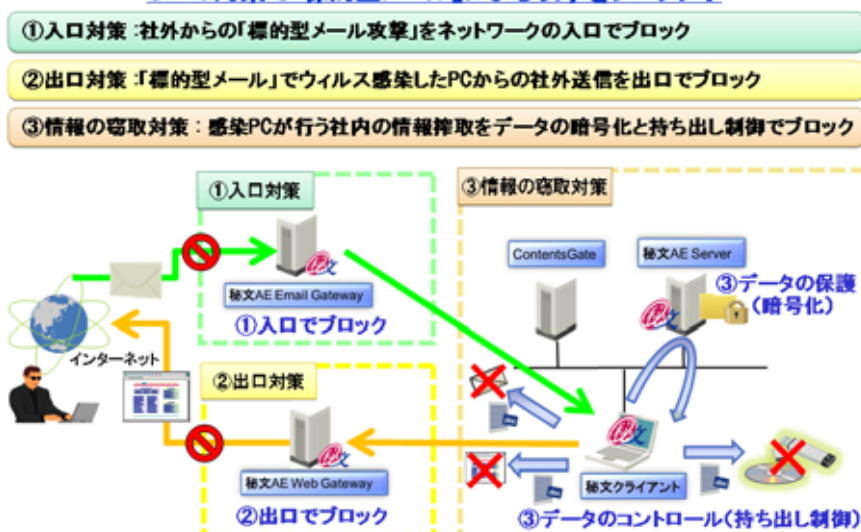 ①入口対策：社外からの「標的型メール攻撃」をネットワークの入口でブロック
②出口対策：「標的型メール」でウィルス感染したPCからの社外送信を出口でブロック
③情報の窃取対策：感染PCが行う社内の情報搾取をデータの暗号化と持ち出し制御でブロック
①入口対策
秘文AE Email Gateway
①入口でブロック
インターネット
②出口対策
秘文AE Web Gateway
②出口でブロック
③情報の窃取対策
ContentsGate
秘文AE Server
③データの保護
（暗号化）
秘文クライアント
③データのコントロール（持ち出し制御）